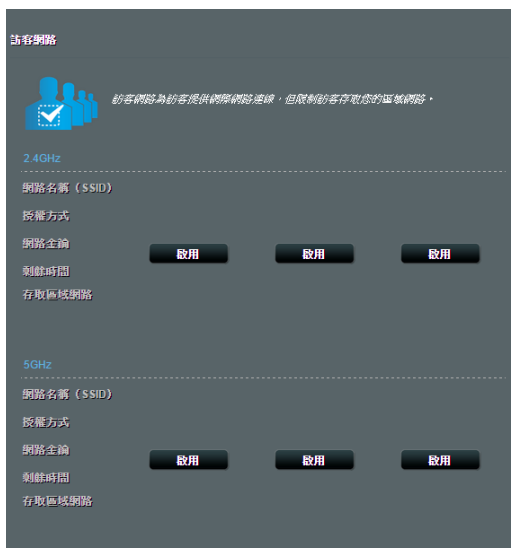 訪客網路
訪客網路為訪客提供網際網路連線，但限制訪客存取您的區域網路。
2.4GHz
網路名稱（SSID）
授權方式
網路金鑰
啟用 啟用 啟用
剩餘時間
存取區域網路
5GHz
網路名稱（SSID）
授權方式
網路金鑰
啟用 啟用 啟用
剩餘時間
存取區域網路